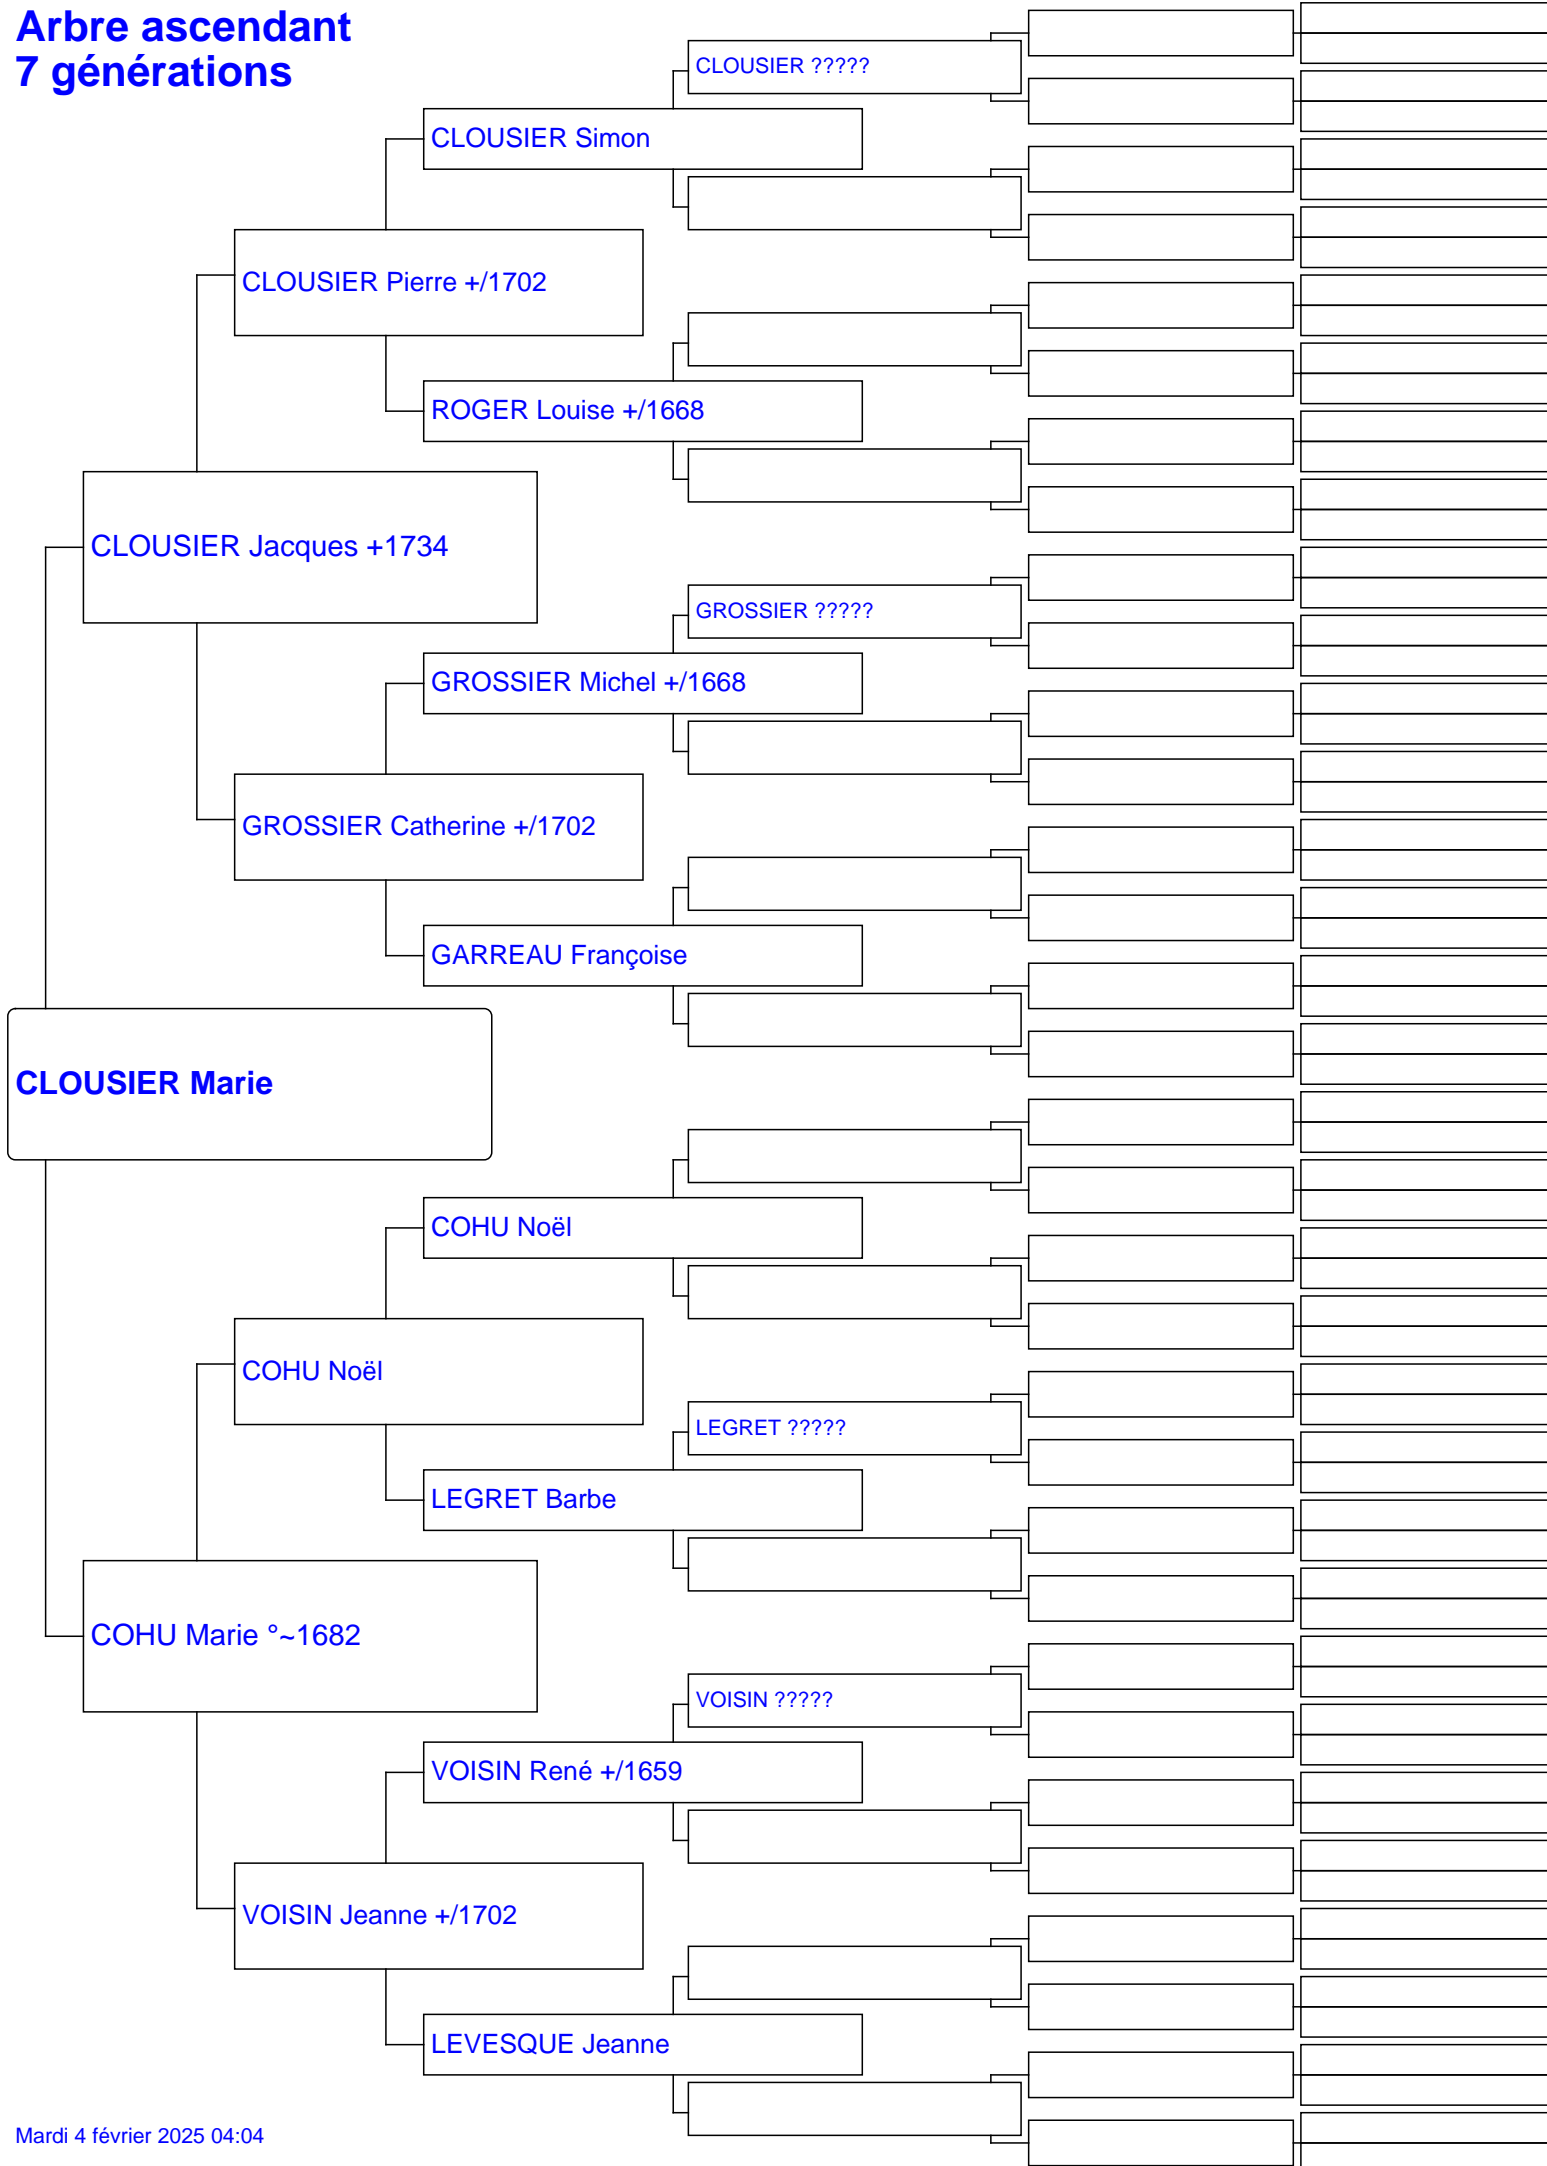 Arbre ascendant
7 générations
CLOUSIER ?????
CLOUSIER Simon
CLOUSIER Pierre +/1702
ROGER Louise +/1668
CLOUSIER Jacques +1734
GROSSIER ?????
GROSSIER Michel +/1668
GROSSIER Catherine +/1702
GARREAU Françoise
CLOUSIER Marie
COHU Noël
COHU Noël
LEGRET ?????
LEGRET Barbe
COHU Marie °~1682
VOISIN ?????
VOISIN René +/1659
VOISIN Jeanne +/1702
LEVESQUE Jeanne
Mardi 4 février 2025 04:04